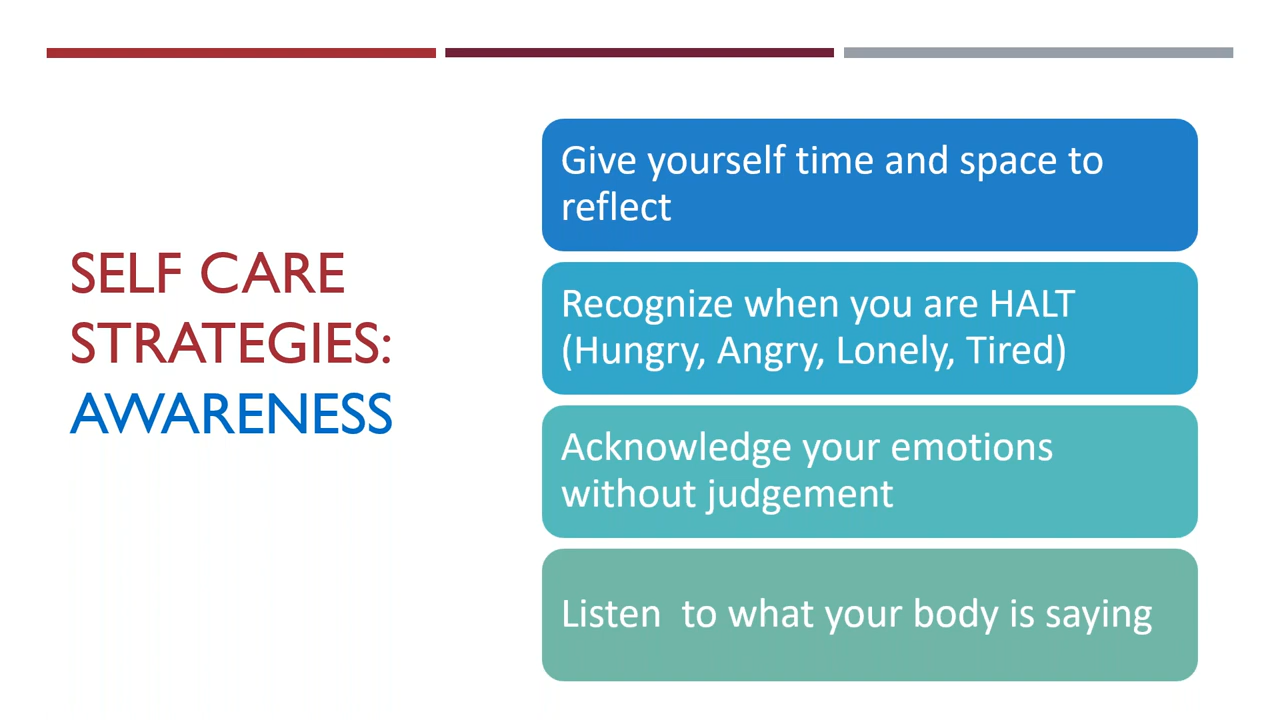 SELF CARE
STRATEGIES:
AWARENESS
Give yourself time and space to
reflect
Recognize when you are HALT
(Hungry, Angry, Lonely, Tired)
Acknowledge your emotions
without judgement
Listen  to what your body is saying